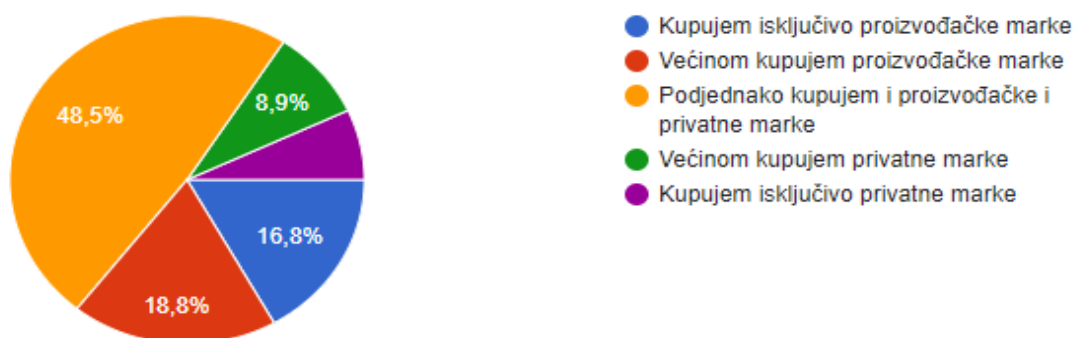 48,5%
8,9%
16,8%
18,8%
Kupujem isključivo proizvođačke marke
Većinom kupujem proizvođačke marke
Podjednako kupujem i proizvođačke i
privatne marke
Većinom kupujem privatne marke
Kupujem isključivo privatne marke